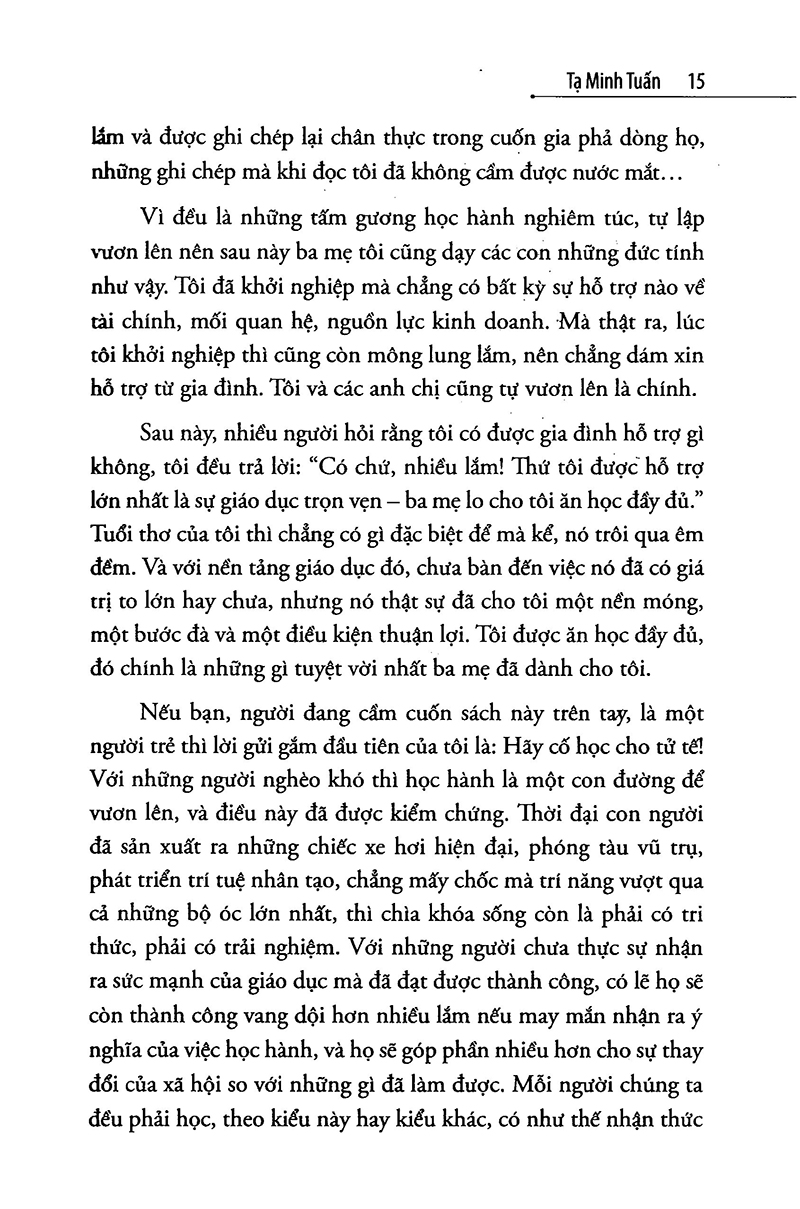 Tạ Minh Tuấn 15
lắm và được ghi chép lại chân thực trong cuốn gia phả dòng họ,
những ghi chép mà khi đọc tôi đã không cầm được nước mắt…
Vì đều là những tấm gương học hành nghiêm túc, tự lập
vươn lên nên sau này ba mẹ tôi cũng dạy các con những đức tính
như vậy. Tôi đã khởi nghiệp mà chẳng có bất kỳ sự hỗ trợ nào về
tài chính, mối quan hệ, nguồn lực kinh doanh. Mà thật ra, lúc
tôi khởi nghiệp thì cũng còn mông lung lắm, nên chẳng dám xin
hỗ trợ từ gia đình. Tôi và các anh chị cũng tự vươn lên là chính.
Sau này, nhiều người hỏi rằng tôi có được gia đình hỗ trợ gì
không, tôi đều trả lời: “Có chứ, nhiều lắm! Thứ tôi được hỗ trợ
lớn nhất là sự giáo dục trọn vẹn – ba mẹ lo cho tôi ăn học đầy đủ.”
Tuổi thơ của tôi thì chẳng có gì đặc biệt để mà kể, nó trôi qua êm
đềm. Và với nền tảng giáo dục đó, chưa bàn đến việc nó đã có giá
trị to lớn hay chưa, nhưng nó thật sự đã cho tôi một nền móng,
một bước đà và một điều kiện thuận lợi. Tôi được ăn học đầy đủ,
đó chính là những gì tuyệt vời nhất ba mẹ đã dành cho tôi.
Nếu bạn, người đang cầm cuốn sách này trên tay, là một
người trẻ thì lời gửi gắm đầu tiên của tôi là: Hãy cố học cho tử tế!
Với những người nghèo khó thì học hành là một con đường để
vươn lên, và điều này đã được kiểm chứng. Thời đại con người
đã sản xuất ra những chiếc xe hơi hiện đại, phóng tàu vũ trụ,
phát triển trí tuệ nhân tạo, chẳng mấy chốc mà trí năng vượt qua
cả những bộ óc lớn nhất, thì chìa khóa sống còn là phải có tri
thức, phải có trải nghiệm. Với những người chưa thực sự nhận
ra sức mạnh của giáo dục mà đã đạt được thành công, có lẽ họ sẽ
còn thành công vang dội hơn nhiều lắm nếu may mắn nhận ra ý
nghĩa của việc học hành, và họ sẽ góp phần nhiều hơn cho sự thay
đổi của xã hội so với những gì đã làm được. Mỗi người chúng ta
đều phải học, theo kiểu này hay kiểu khác, có như thế nhận thức